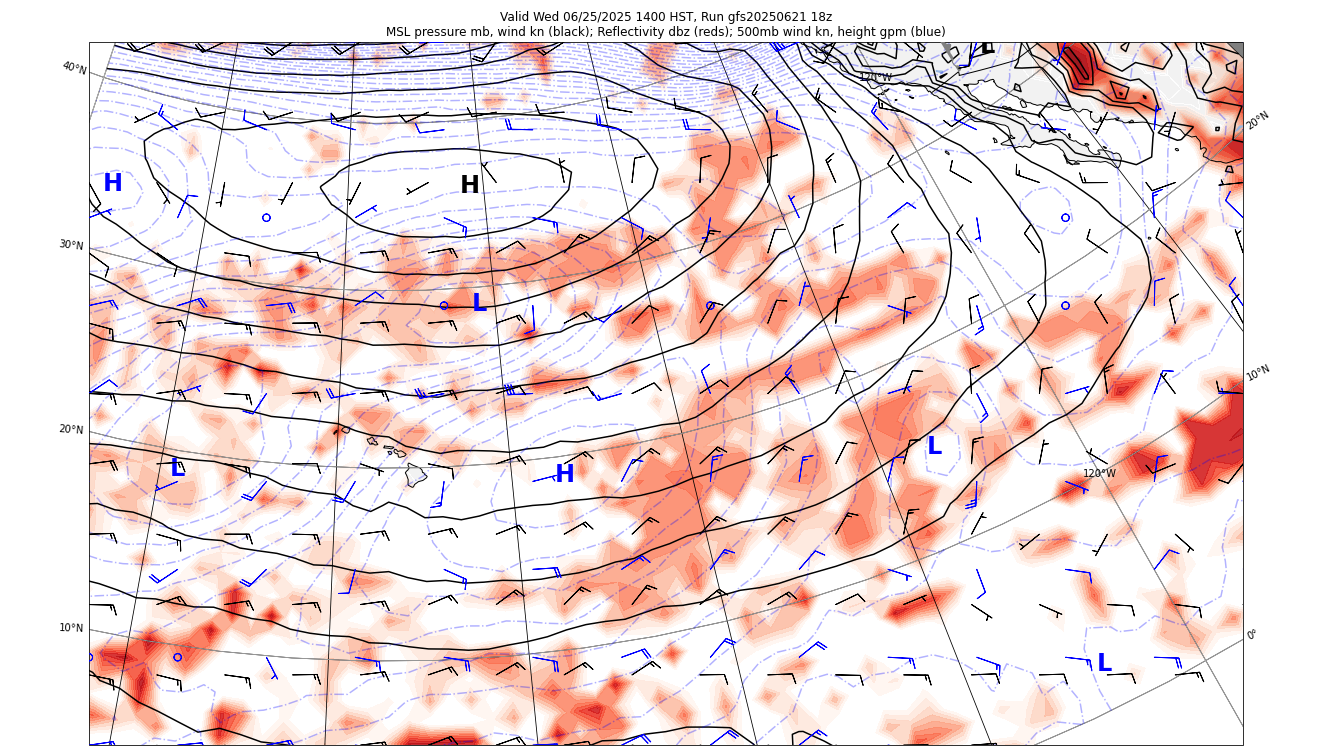 Valid Wed 06/25/2025 1400 HST, Run gfs20250621 18z
MSL pressure mb, wind kn (black); Reflectivity dbz (reds); 500mb wind kn, height gpm (blue)
L
40°N
120°W
20°N
H
H
30°N
L
10°N
20°N
L
L
H
120°W
10°N
0°
L